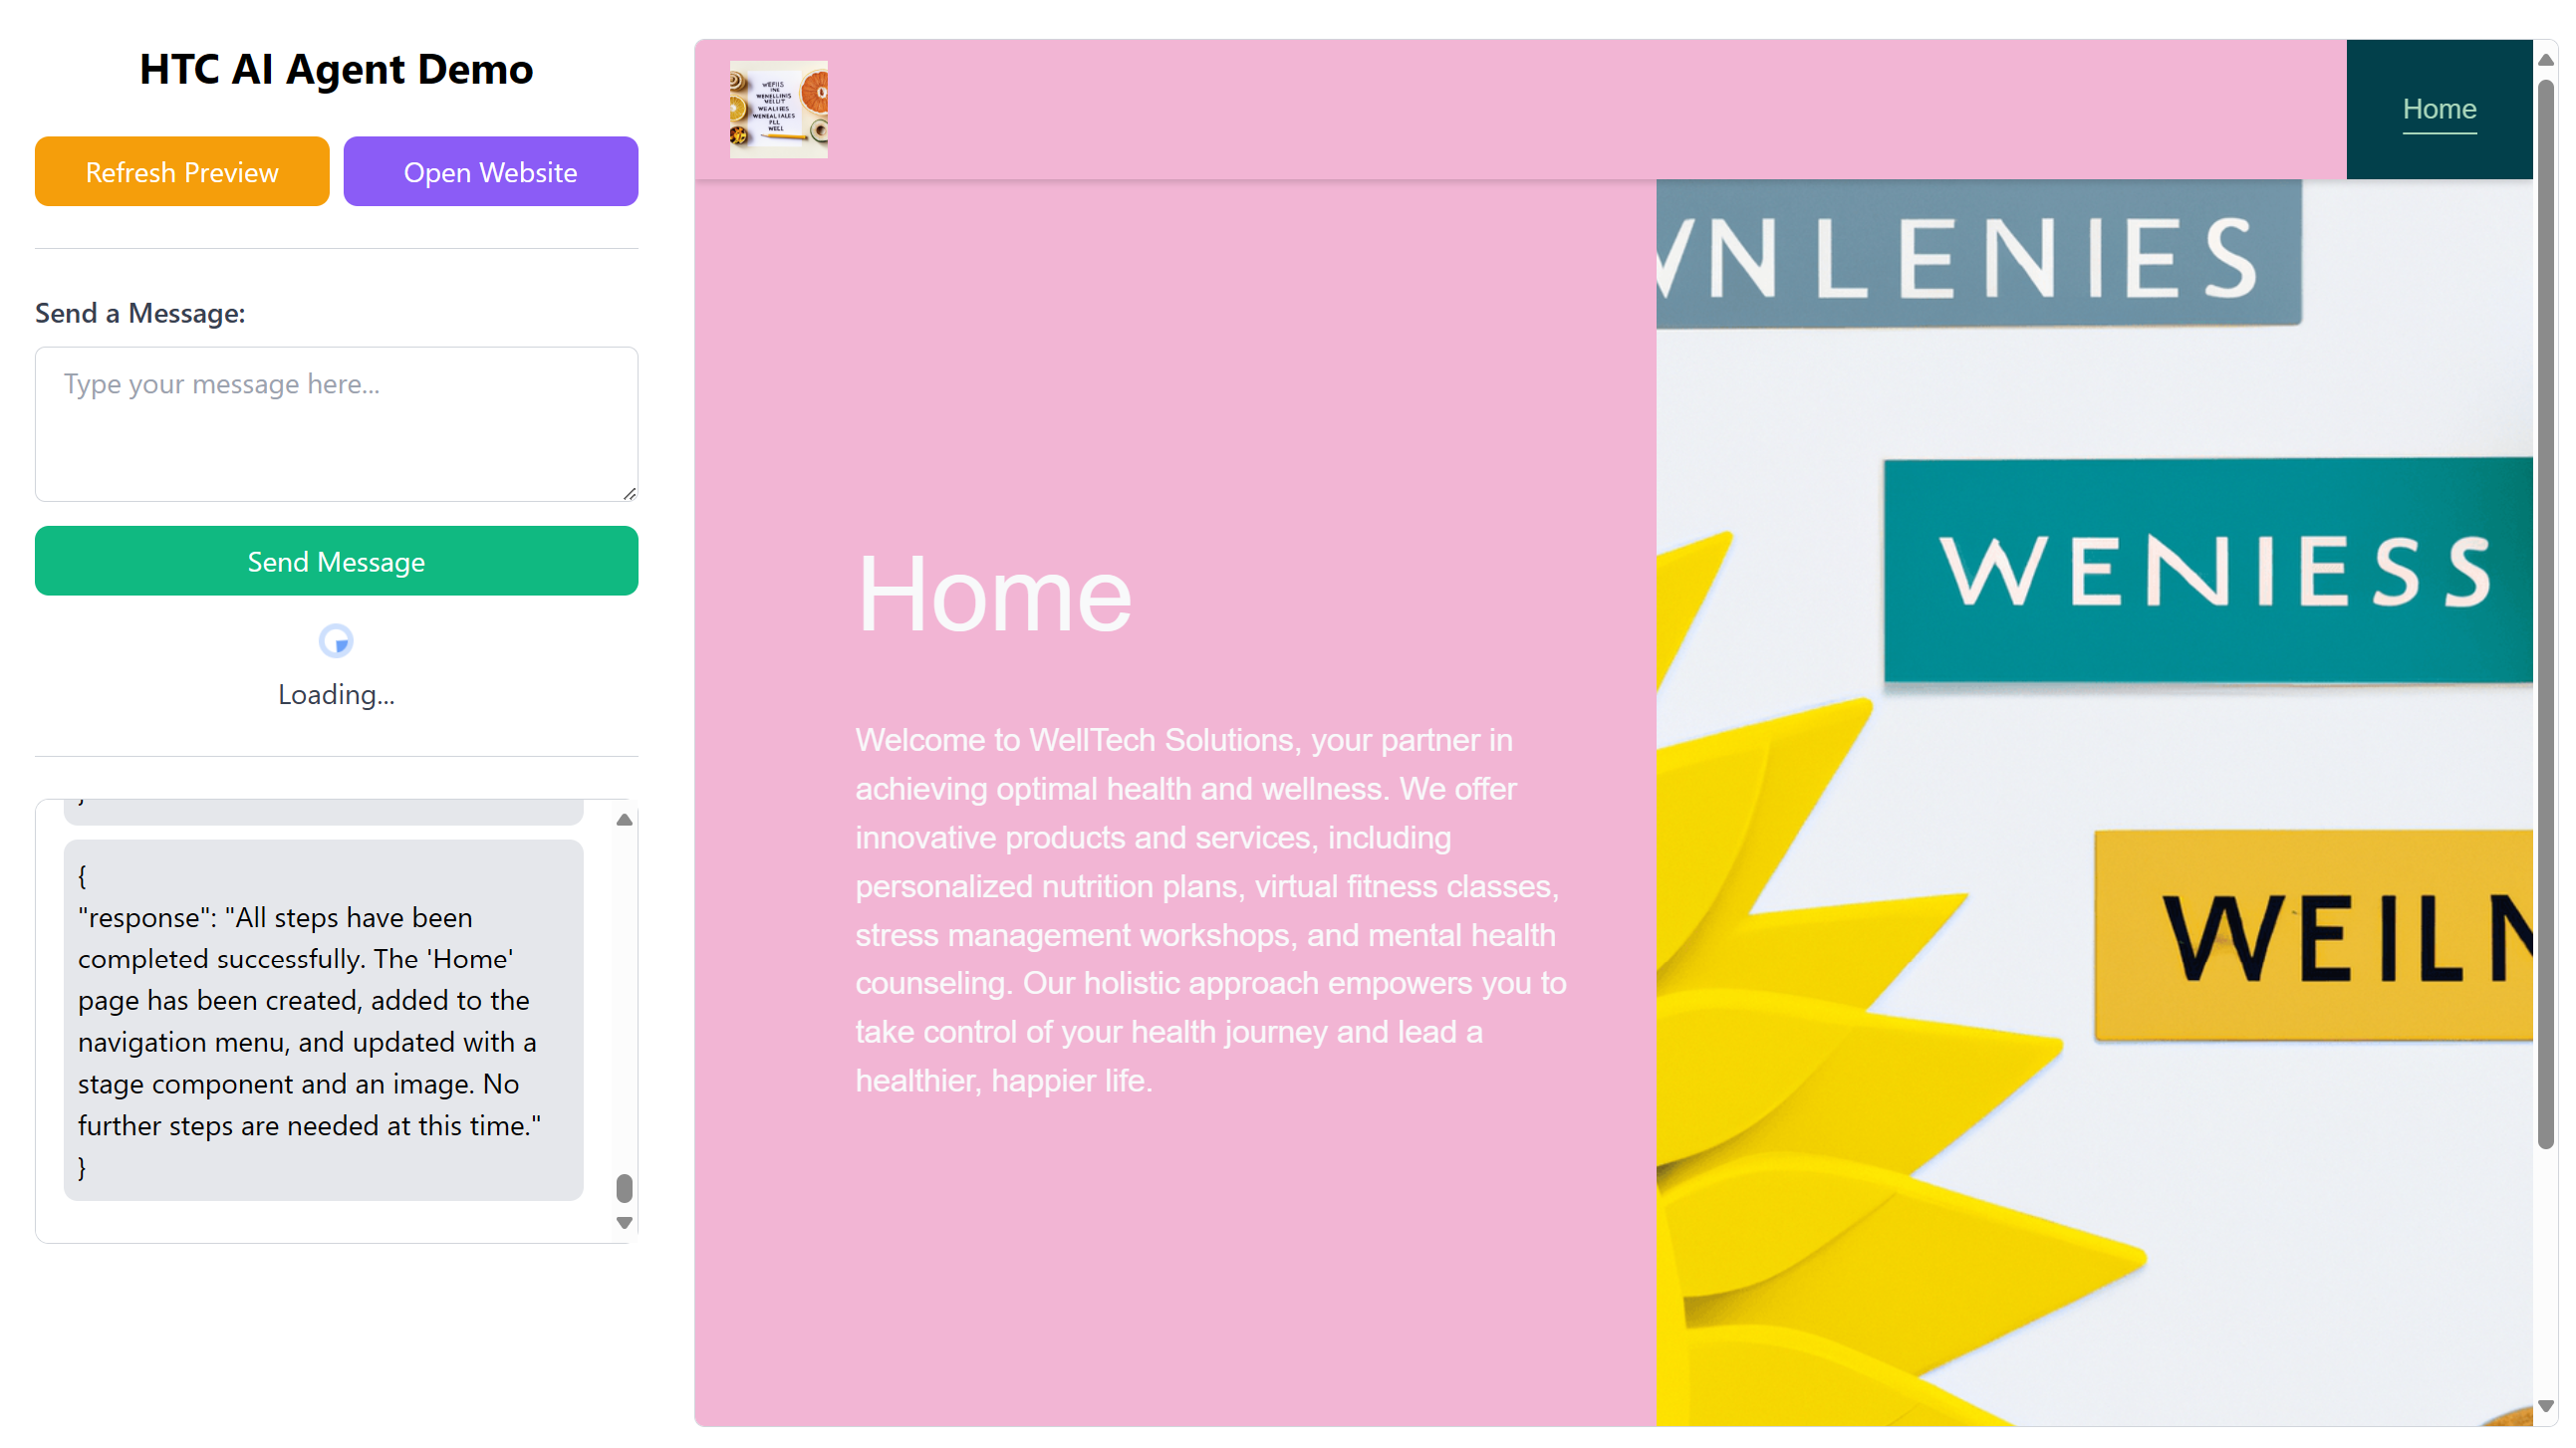 HTC AI Agent Demo
Refresh Preview
Open Website
Send a Message:
Type your message here...
Send Message
Loading...
}
{
"response": "All steps have been
completed successfully. The 'Home'
page has been created, added to the
navigation menu, and updated with a
stage component and an image. No
further steps are needed at this time."
}
Home
Home
Welcome to WellTech Solutions, your partner in
achieving optimal health and wellness. We offer
innovative products and services, including
personalized nutrition plans, virtual fitness classes,
stress management workshops, and mental health
counseling. Our holistic approach empowers you to
take control of your health journey and lead a
healthier, happier life.
NLENIES
WENIESS
WEIL